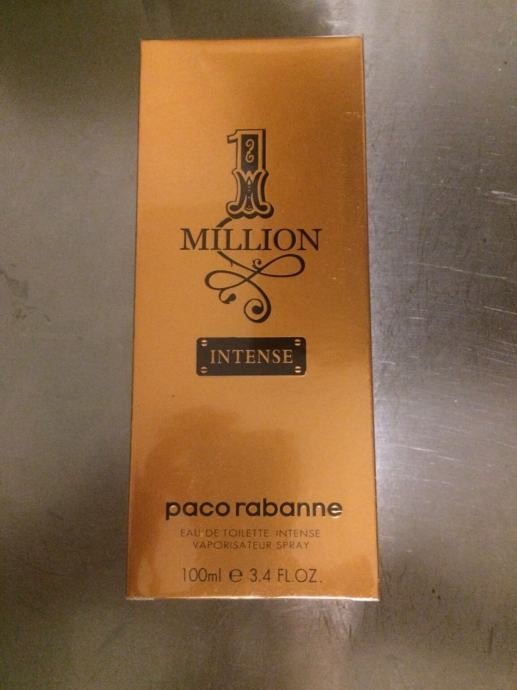 1
MILLION
INTENSE
paco rabanne
EAU DE TOILETTE INTENSE
VAPORISATEUR SPRAY
100ml ℮ 3.4 FL.OZ.